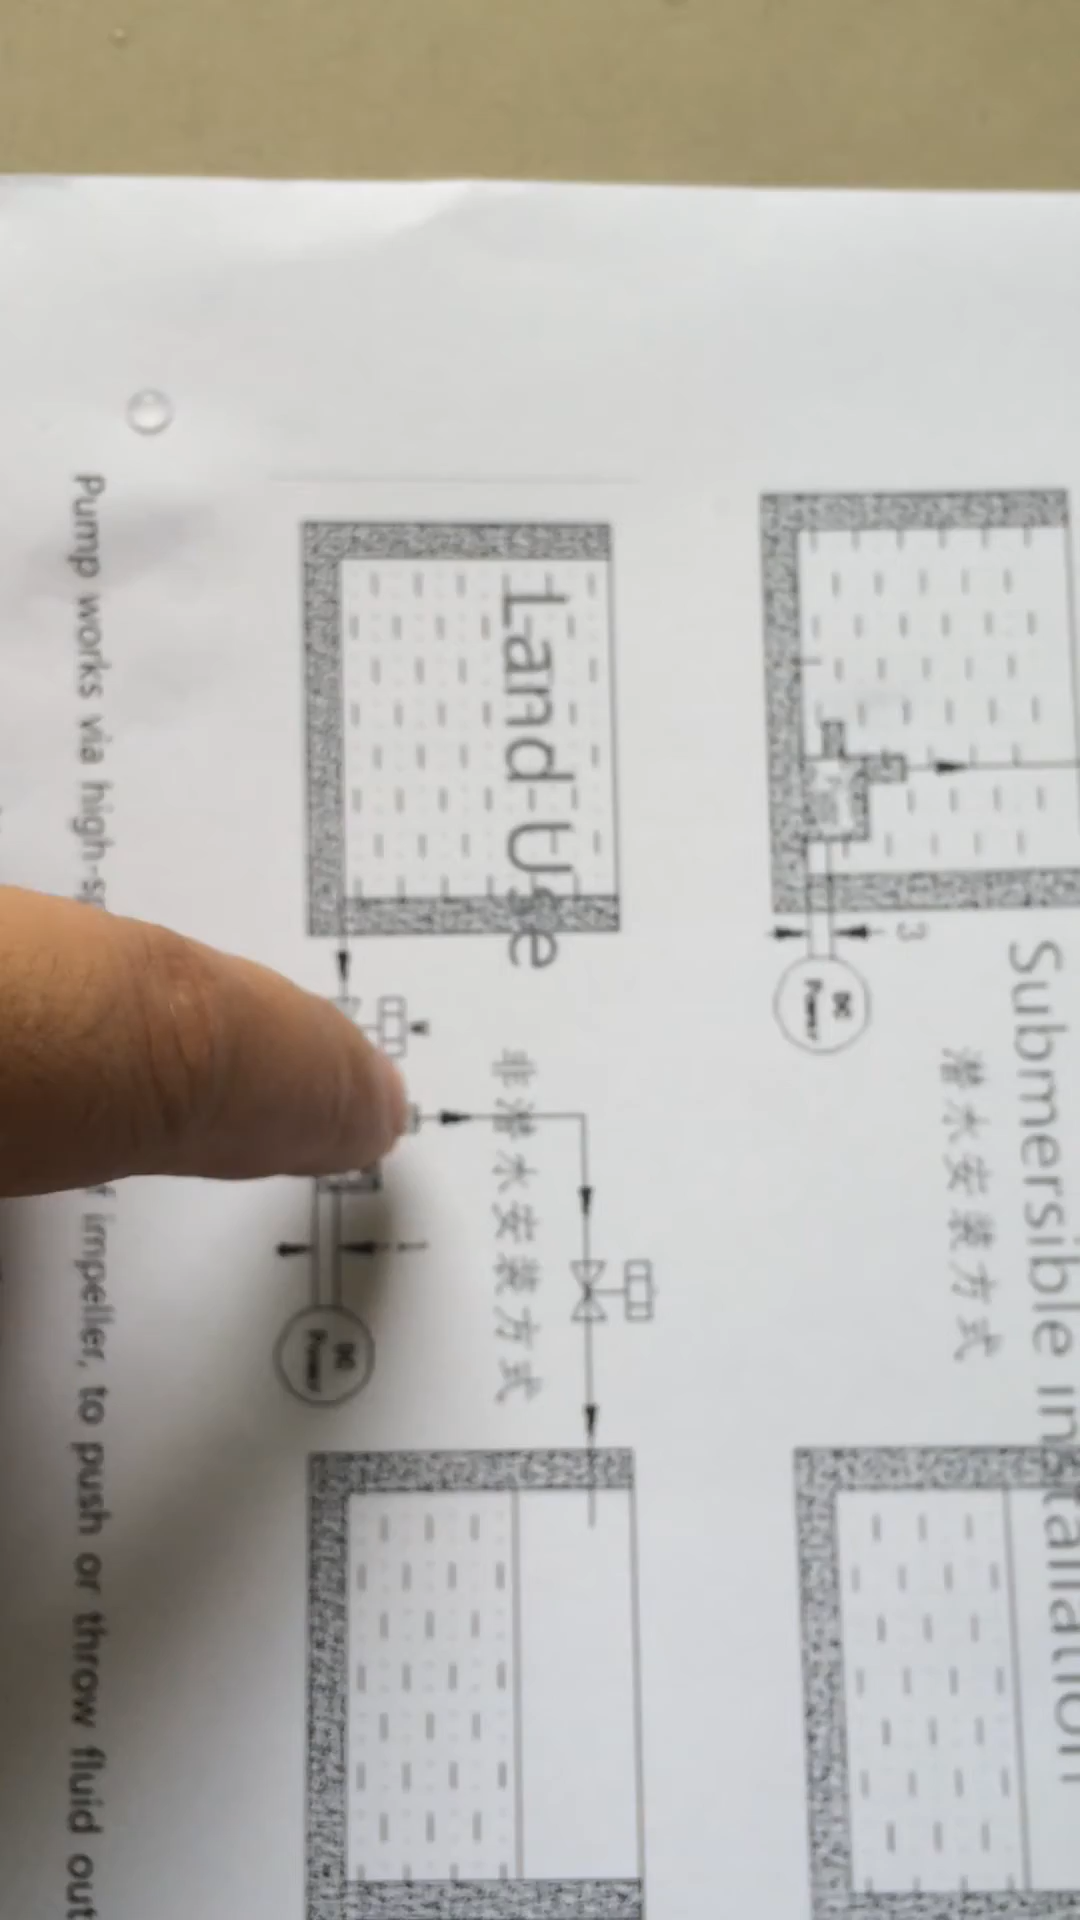 Submersible installation
潜水安装方式
3
DC
Power
Land Use
非潜水安装方式
DC
Power
Pump works via high-s
f impeller, to push or throw fluid out